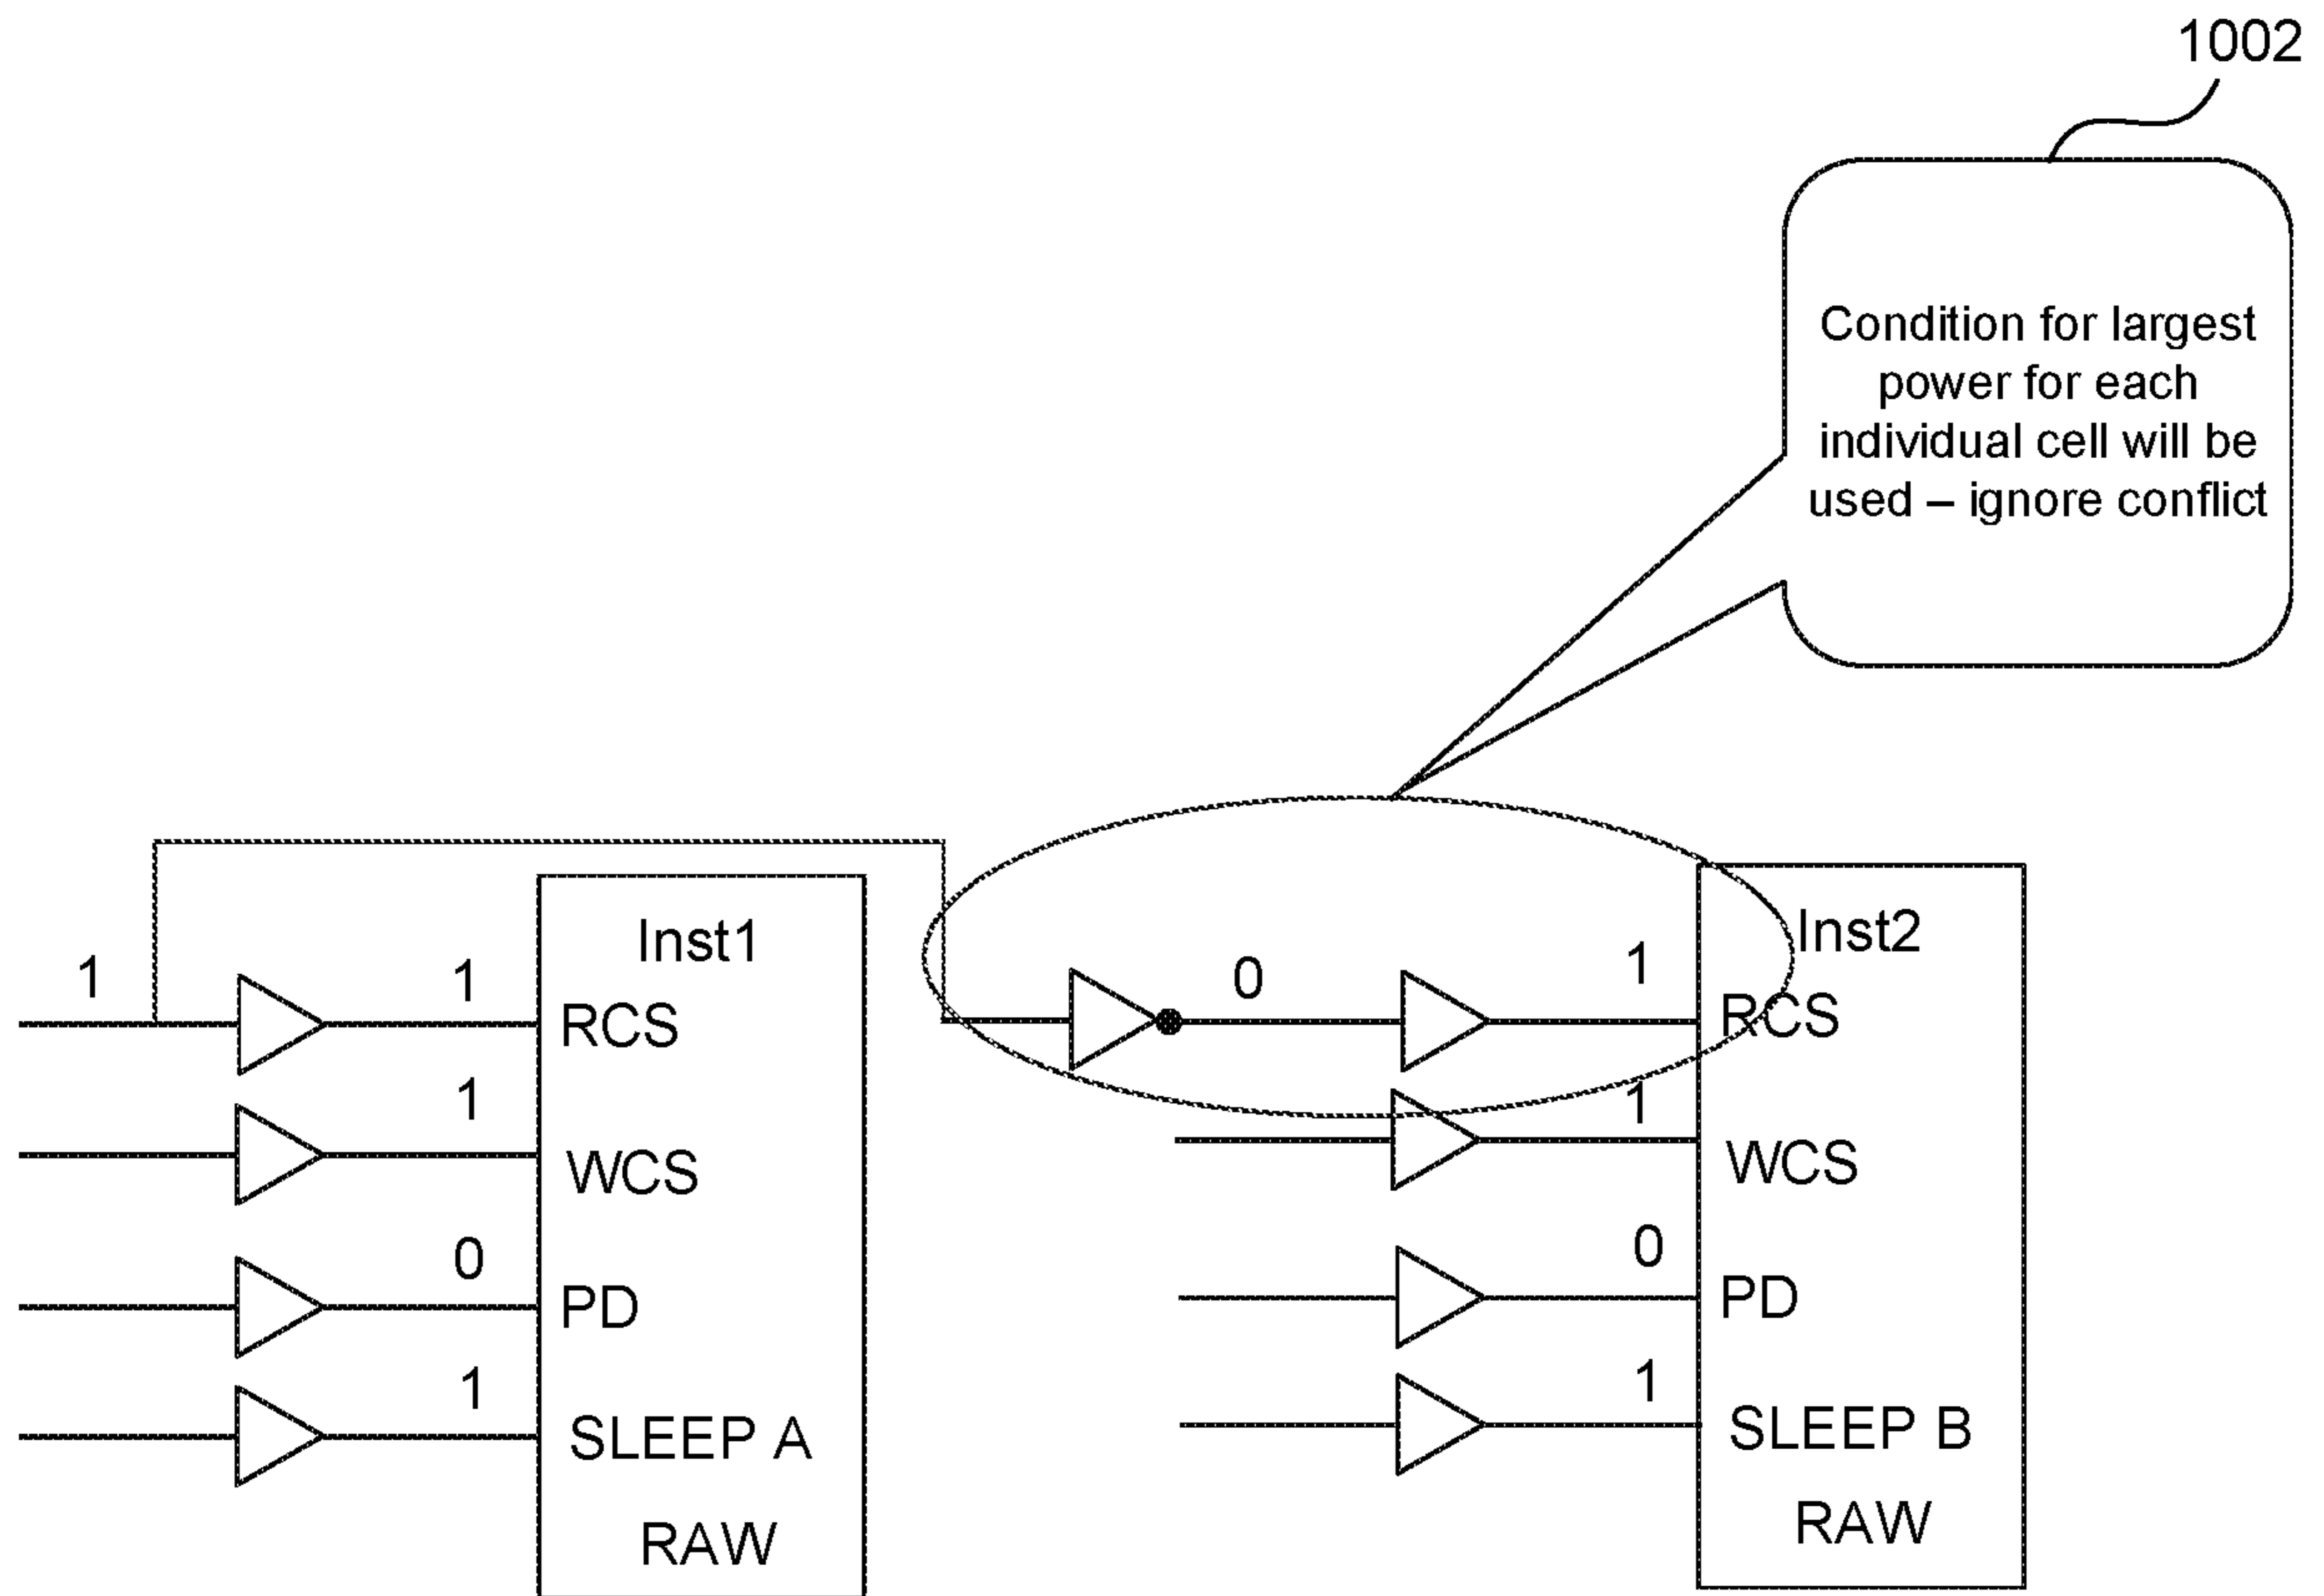 1002
Condition for largest
power for each
individual cell will be
used – ignore conflict
1
1
Inst1
RCS
1
WCS
0
PD
1
SLEEP A
RAW
0
1
Inst2
RCS
1
WCS
0
PD
1
SLEEP B
RAW